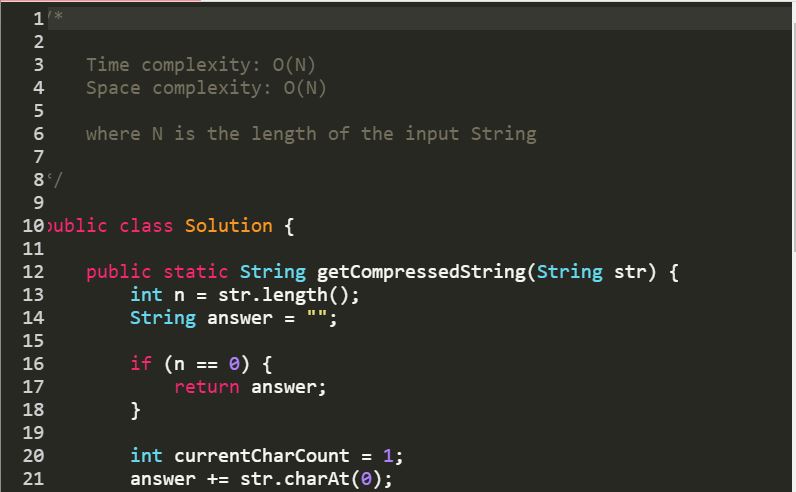 1 /*
2
3 Time complexity: O(N)
4 Space complexity: O(N)
5
6 where N is the length of the input String
7
8 */
9
10 public class Solution {
11
12 public static String getCompressedString(String str) {
13 int n = str.length();
14 String answer = "";
15
16 if (n == 0) {
17 return answer;
18 }
19
20 int currentCharCount = 1;
21 answer += str.charAt(0);